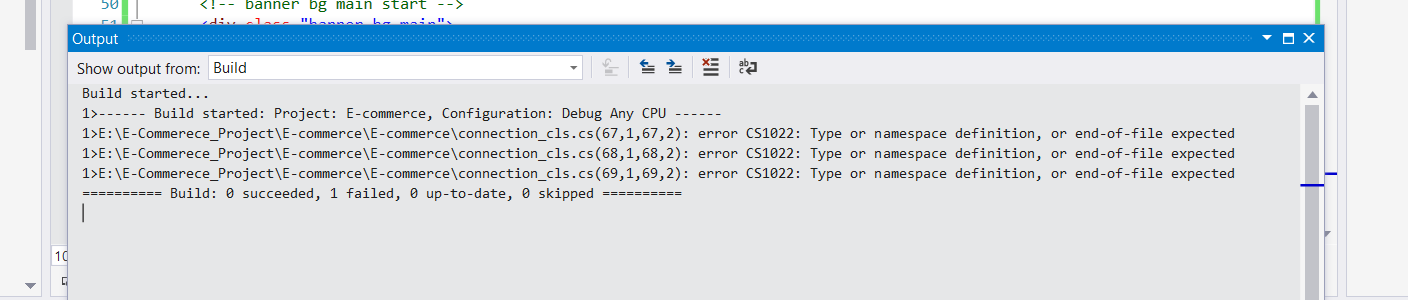 50 <!-- banner bg main start -->
51 <div class="banner_bg_main">
Output
Show output from: Build
Build started...
1>------ Build started: Project: E-commerce, Configuration: Debug Any CPU ------
1>E:\E-Commerece_Project\E-commerce\E-commerce\connection_cls.cs(67,1,67,2): error CS1022: Type or namespace definition, or end-of-file expected
1>E:\E-Commerece_Project\E-commerce\E-commerce\connection_cls.cs(68,1,68,2): error CS1022: Type or namespace definition, or end-of-file expected
1>E:\E-Commerece_Project\E-commerce\E-commerce\connection_cls.cs(69,1,69,2): error CS1022: Type or namespace definition, or end-of-file expected
========== Build: 0 succeeded, 1 failed, 0 up-to-date, 0 skipped ==========
10